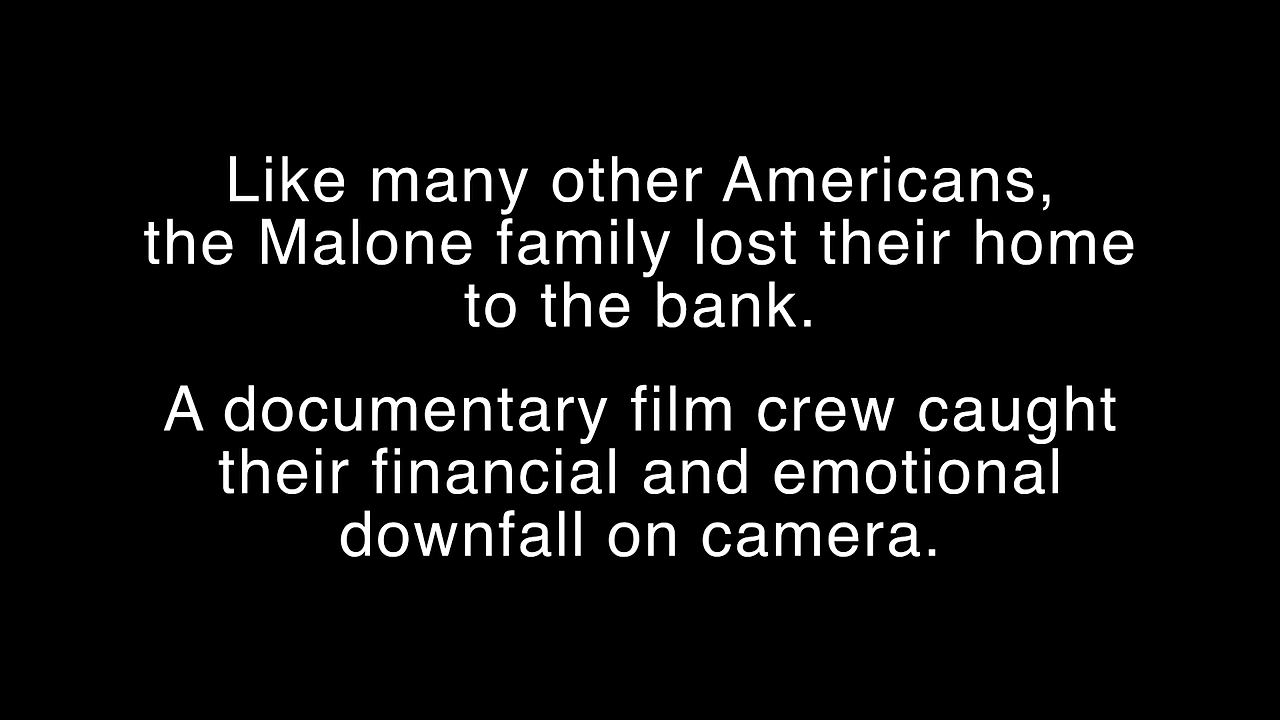 Like many other Americans,
the Malone family lost their home
to the bank.
A documentary film crew caught
their financial and emotional
downfall on camera.